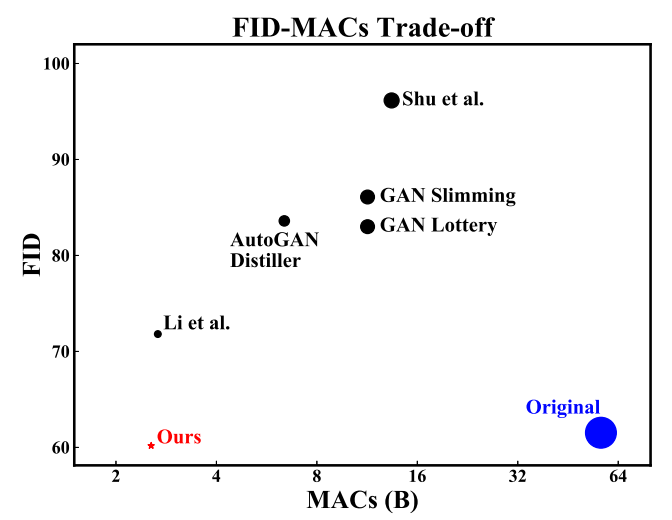 FID-MACs Trade-off
100
90
80
70
60
FID
Shu et al.
GAN Slimming
GAN Lottery
AutoGAN
Distiller
Li et al.
Ours
Original
2
4
8
16
32
64
MACs (B)